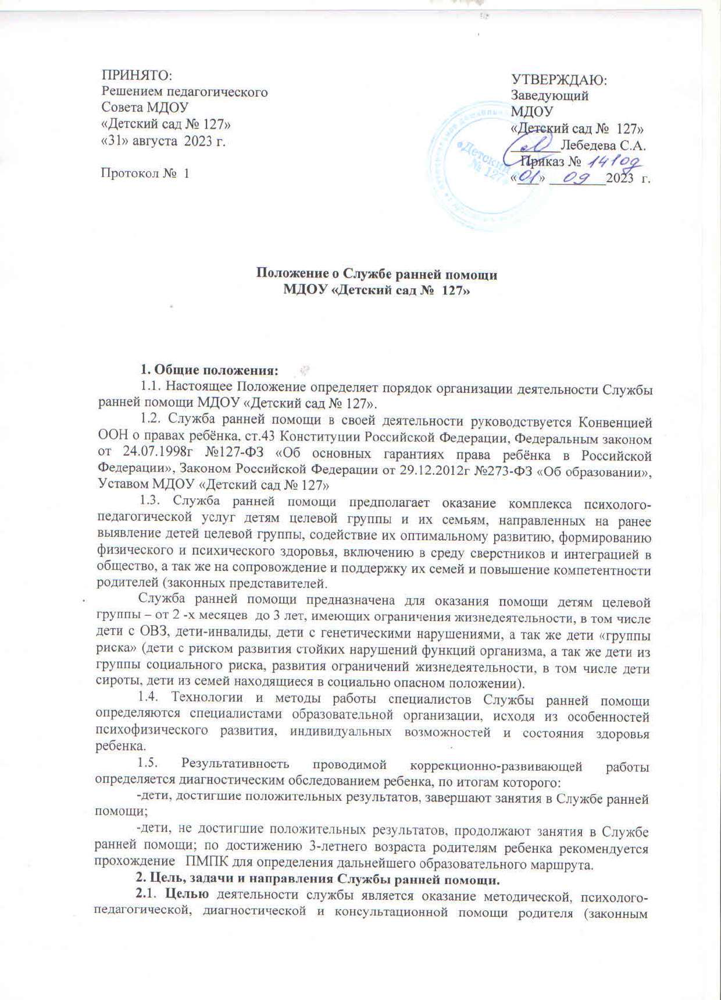 ПРИНЯТО:
Решением педагогического
Совета МДОУ
«Детский сад № 127»
«31» августа 2023 г.
Протокол № 1
УТВЕРЖДАЮ:
Заведующий
МДОУ
«Детский сад № 127»
________Лебедева С.А.
Приказ №
«01» 09 2023 г.
«Детский
№ 127»
Положение о Службе ранней помощи
МДОУ «Детский сад № 127»
1. Общие положения:
1.1. Настоящее Положение определяет порядок организации деятельности Службы
ранней помощи МДОУ «Детский сад № 127».
1.2. Служба ранней помощи в своей деятельности руководствуется Конвенцией
ООН о правах ребёнка, ст.43 Конституции Российской Федерации, Федеральным законом
от 24.07.1998г №127-ФЗ «Об основных гарантиях права ребёнка в Российской
Федерации», Законом Российской Федерации от 29.12.2012г №273-ФЗ «Об образовании»,
Уставом МДОУ «Детский сад № 127»
1.3. Служба ранней помощи предполагает оказание комплекса психолого-
педагогической услуг детям целевой группы и их семьям, направленных на ранее
выявление детей целевой группы, содействие их оптимальному развитию, формированию
физического и психического здоровья, включению в среду сверстников и интеграцией в
общество, а так же на сопровождение и поддержку их семей и повышение компетентности
родителей (законных представителей.
Служба ранней помощи предназначена для оказания помощи детям целевой
группы – от 2 -х месяцев до 3 лет, имеющих ограничения жизнедеятельности, в том числе
дети с ОВЗ, дети-инвалиды, дети с генетическими нарушениями, а так же дети «группы
риска» (дети с риском развития стойких нарушений функций организма, а так же дети из
группы социального риска, развития ограничений жизнедеятельности, в том числе дети
сироты, дети из семей находящиеся в социально опасном положении).
1.4. Технологии и методы работы специалистов Службы ранней помощи
определяются специалистами образовательной организации, исходя из особенностей
психофизического развития, индивидуальных возможностей и состояния здоровья
ребенка.
1.5. Результативность проводимой коррекционно-развивающей работы
определяется диагностическим обследованием ребенка, по итогам которого:
-дети, достигшие положительных результатов, завершают занятия в Службе ранней
помощи;
-дети, не достигшие положительных результатов, продолжают занятия в Службе
ранней помощи; по достижению 3-летнего возраста родителям ребенка рекомендуется
прохождение ПМПК для определения дальнейшего образовательного маршрута.
2. Цель, задачи и направления Службы ранней помощи.
2.1. Целью деятельности службы является оказание методической, психолого-
педагогической, диагностической и консультационной помощи родителя (законным